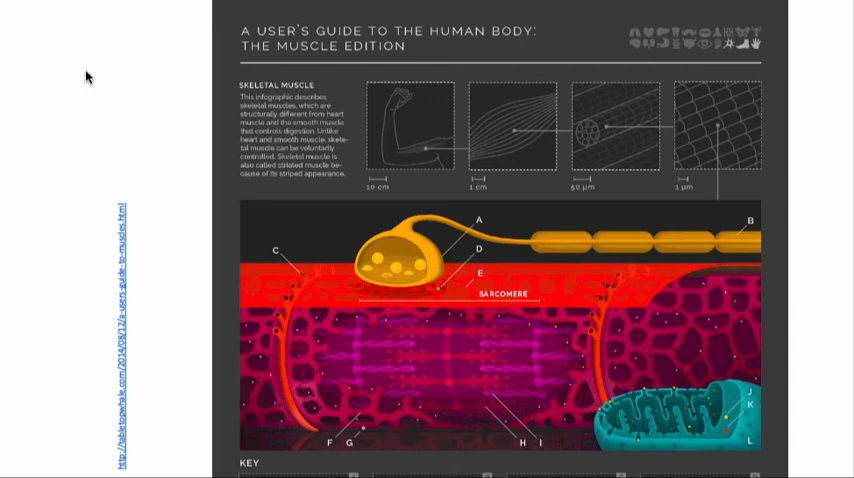 A USER'S GUIDE TO THE HUMAN BODY:
THE MUSCLE EDITION
SKELETAL MUSCLE
This infographic describes
skeletal muscles, which are
structurally different from heart
muscle and the smooth muscle
that controls digestion. Unlike
heart and smooth muscle, skele-
tal muscle can be voluntarily
controlled. Skeletal muscle is
also called striated muscle be-
cause of its striped appearance.
10 cm
1 cm
50 µm
1 µm
A
B
C
D
E
SARCOMERE
F
G
H
I
J
K
L
KEY
http://tabletopwhale.com/2014/08/12/a-users-guide-to-muscles.html